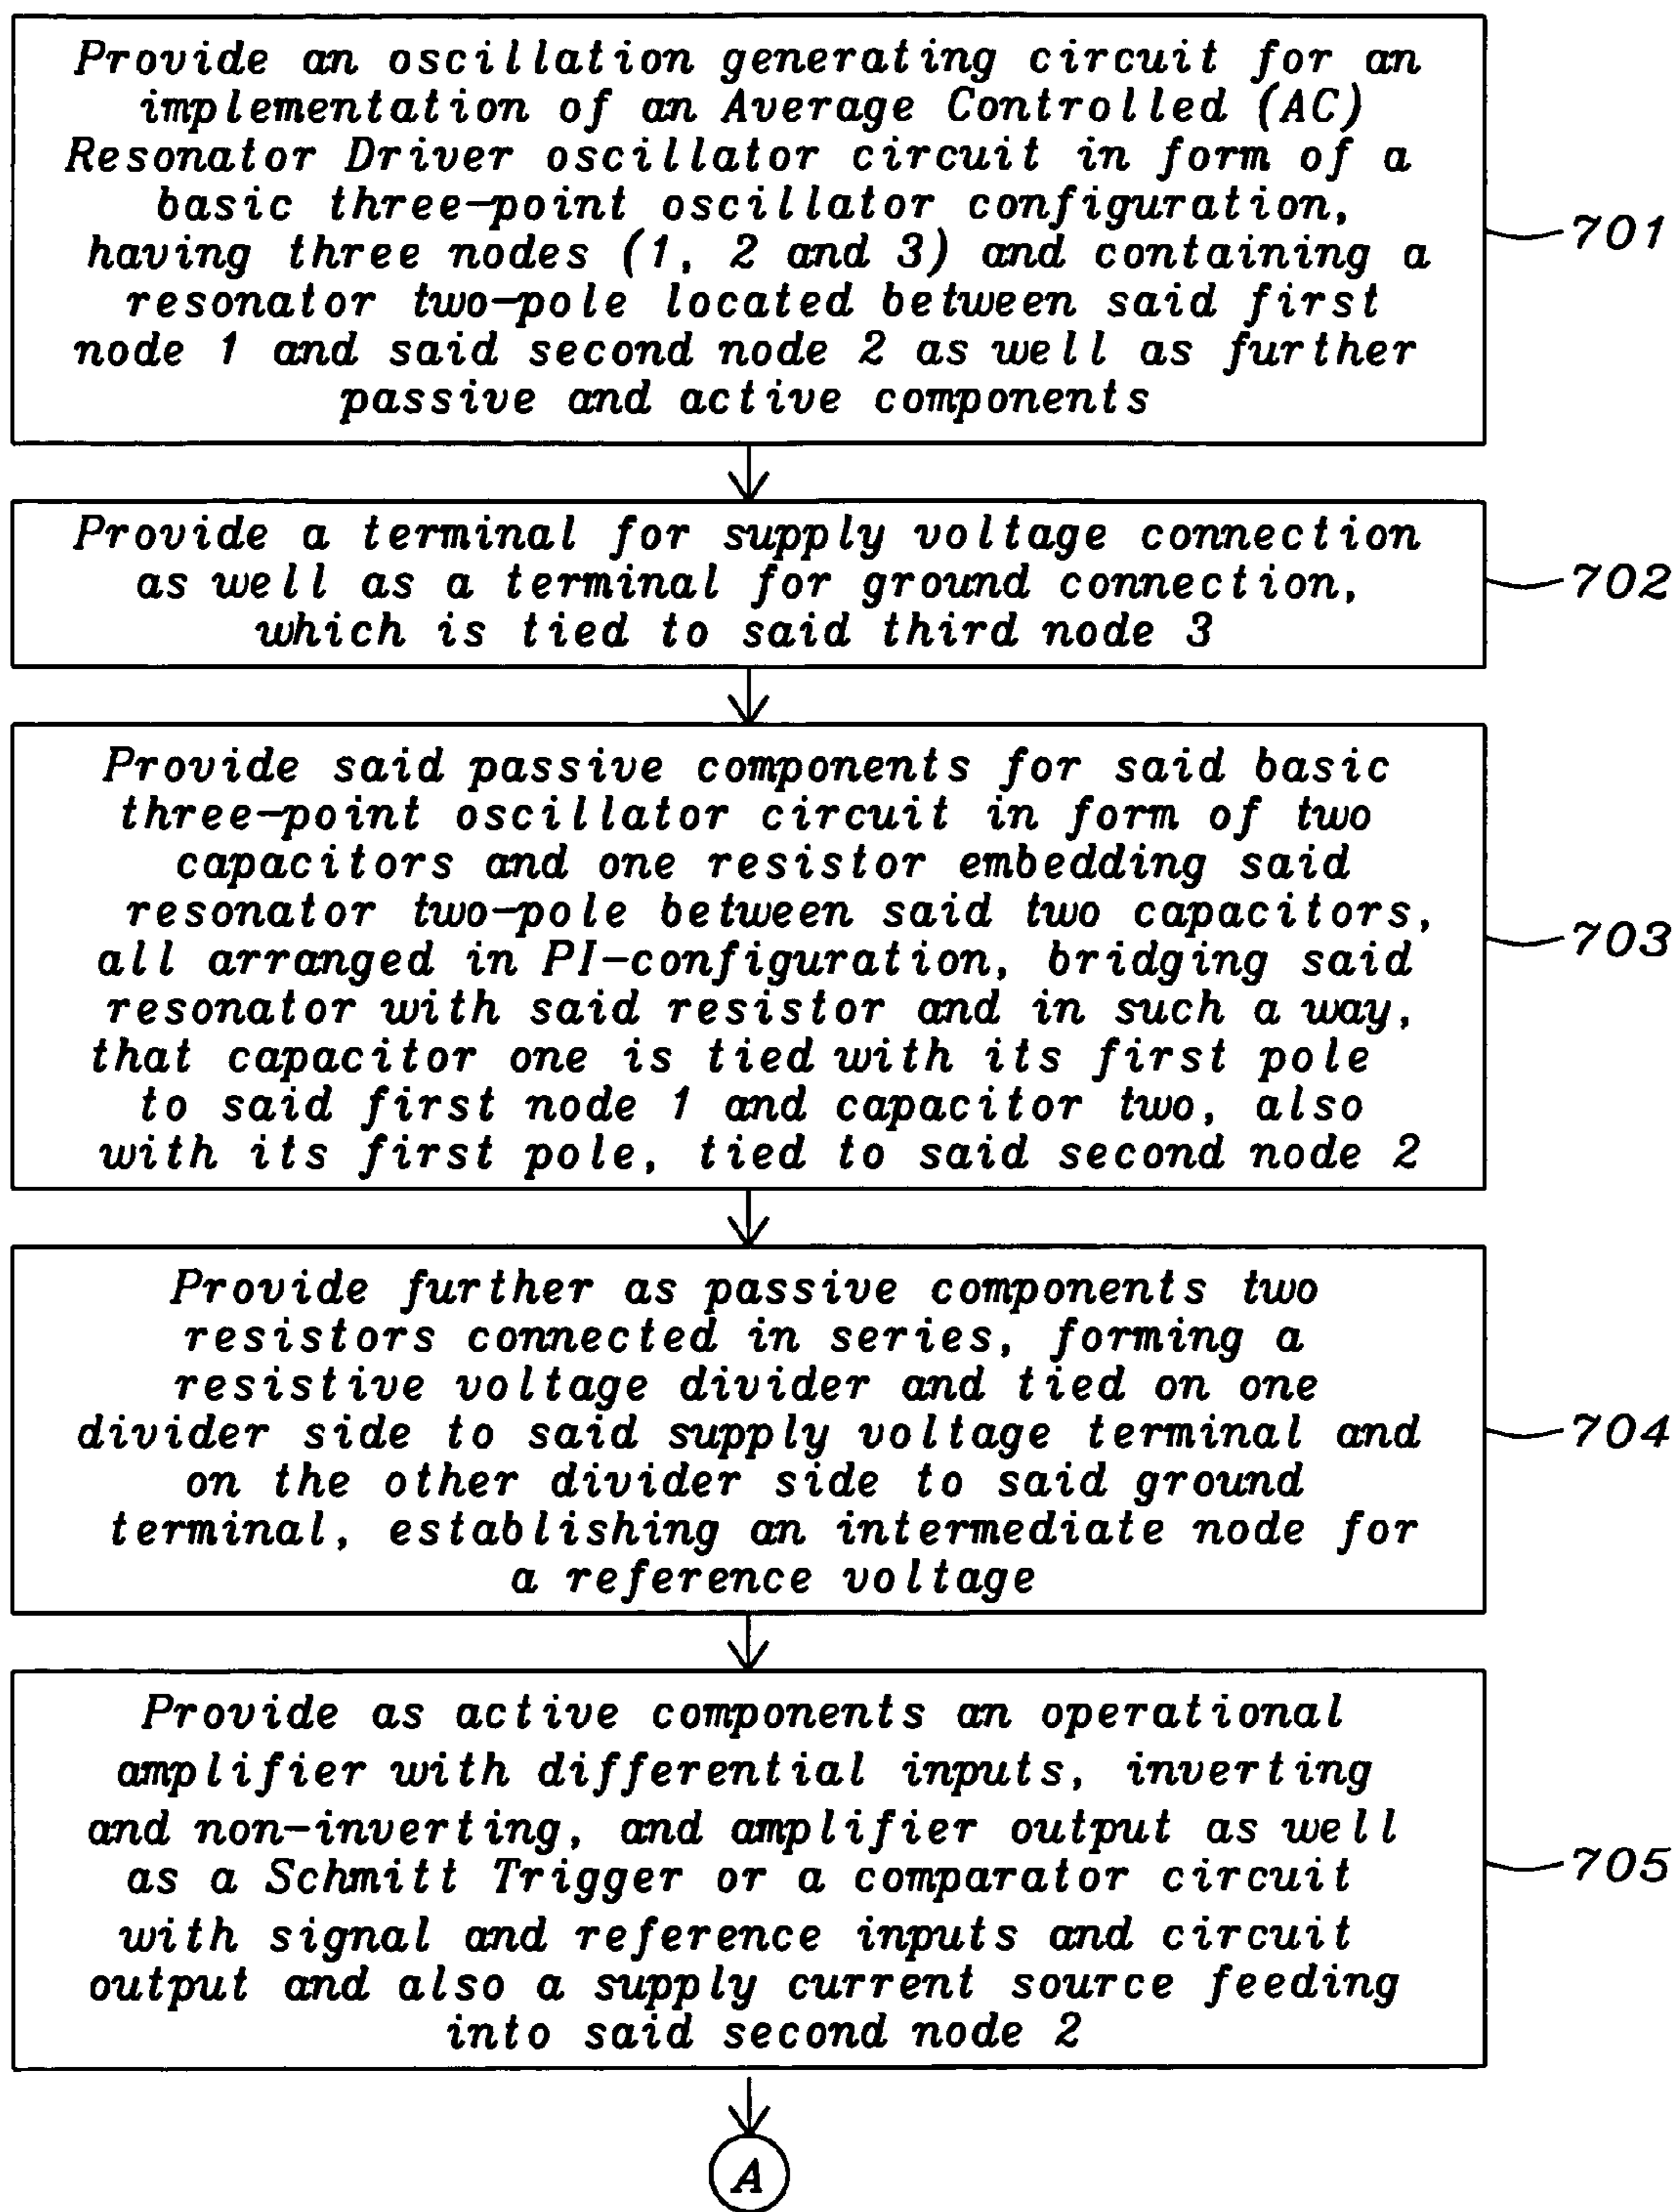 Provide an oscillation generating circuit for an
implementation of an Average Controlled (AC)
Resonator Driver oscillator circuit in form of a
basic three-point oscillator configuration,
having three nodes (1, 2 and 3) and containing a
resonator two-pole located between said first
node 1 and said second node 2 as well as further
passive and active components
701
Provide a terminal for supply voltage connection
as well as a terminal for ground connection,
which is tied to said third node 3
702
Provide said passive components for said basic
three-point oscillator circuit in form of two
capacitors and one resistor embedding said
resonator two-pole between said two capacitors,
all arranged in PI-configuration, bridging said
resonator with said resistor and in such a way,
that capacitor one is tied with its first pole
to said first node 1 and capacitor two, also
with its first pole, tied to said second node 2
703
Provide further as passive components two
resistors connected in series, forming a
resistive voltage divider and tied on one
divider side to said supply voltage terminal and
on the other divider side to said ground
terminal, establishing an intermediate node for
a reference voltage
704
Provide as active components an operational
amplifier with differential inputs, inverting
and non-inverting, and amplifier output as well
as a Schmitt Trigger or a comparator circuit
with signal and reference inputs and circuit
output and also a supply current source feeding
into said second node 2
705
A